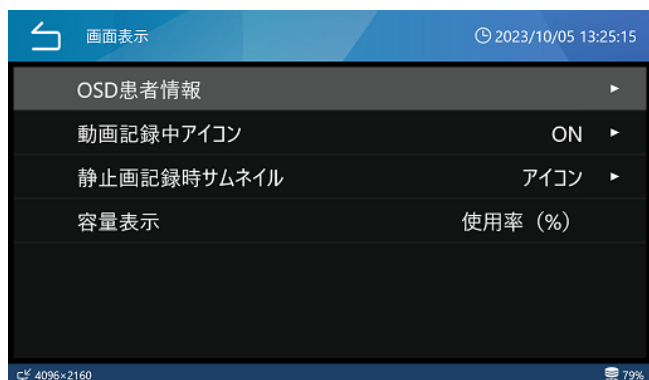 画面表示 2023/10/05 13:25:15
OSD患者情報
動画記録中アイコン ON
静止画記録時サムネイル アイコン
容量表示 使用率（%）
4096×2160 79%